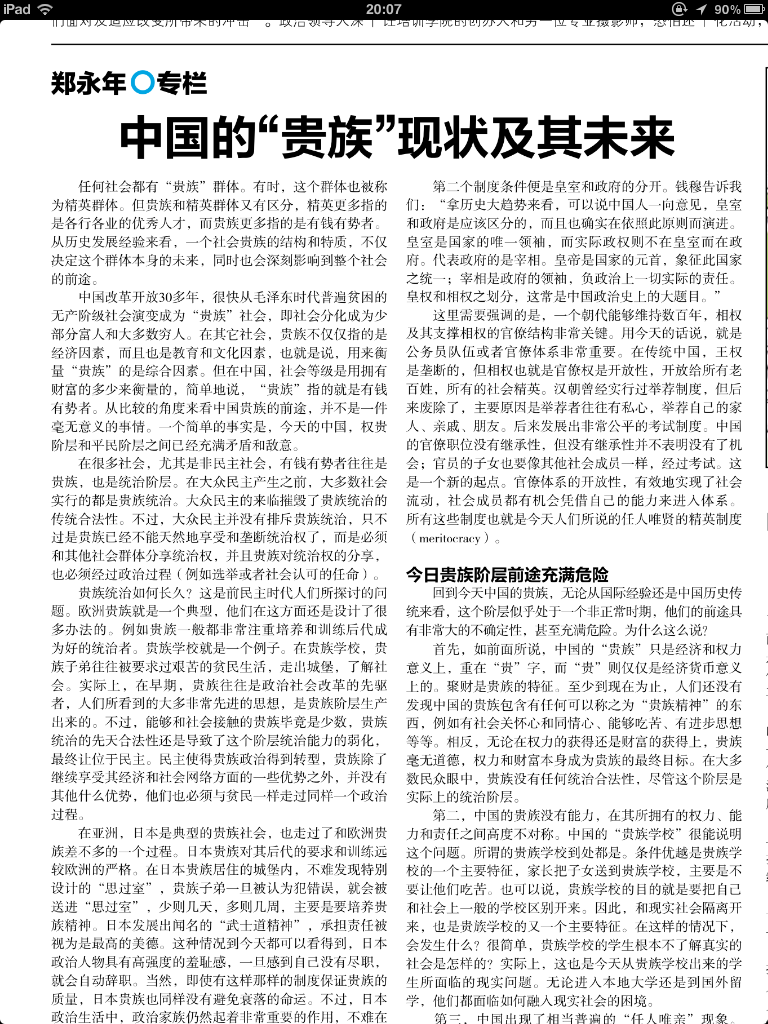 iPad
20:07
90%
郑永年〇专栏
中国的“贵族”现状及其未来
任何社会都有“贵族”群体。有时，这个群体也被称
为精英群体。但贵族和精英群体又有区分，精英更多指的
是各行各业的优秀人才，而贵族更多指的是有钱有势者。
从历史发展经验来看，一个社会贵族的结构和特质，不仅
决定这个群体本身的未来，同时也会深刻影响到整个社会
的前途。
中国改革开放30多年，很快从毛泽东时代普遍贫困的
无产阶级社会演变成为“贵族”社会，即社会分化成为少
部分富人和大多数穷人。在其它社会，贵族不仅仅指的是
经济因素，而且也是教育和文化因素，也就是说，用来衡
量“贵族”的是综合因素。但在中国，社会等级是用拥有
财富的多少来衡量的，简单地说，“贵族”指的就是有钱
有势者。从比较的角度来看中国贵族的前途，并不是一件
毫无意义的事情。一个简单的事实是，今天的中国，权贵
阶层和平民阶层之间已经充满矛盾和敌意。
在很多社会，尤其是非民主社会，有钱有势者往往是
贵族，也是统治阶层。在大众民主产生之前，大多数社会
实行的都是贵族统治。大众民主的来临摧毁了贵族统治的
传统合法性。不过，大众民主并没有排斥贵族统治，只不
过是贵族已经不能天然地享受和垄断统治权了，而是必须
和其他社会群体分享统治权，并且贵族对统治权的分享，
也必须经过政治过程（例如选举或者社会认可的任命）。
贵族统治如何长久？这是前民主时代人们所探讨的问
题。欧洲贵族就是一个典型，他们在这方面还是设计了很
多办法的。例如贵族一般都非常注重培养和训练后代成
为好的统治者。贵族学校就是一个例子。在贵族学校，贵
族子弟往往被要求过艰苦的贫民生活，走出城堡，了解社
会。实际上，在早期，贵族往往是政治社会改革的先驱
者，人们所看到的大多非常先进的思想，是贵族阶层生产
出来的。不过，能够和社会接触的贵族毕竟是少数，贵族
统治的先天合法性还是导致了这个阶层统治能力的弱化，
最终让位于民主。民主使得贵族政治得到转型，贵族除了
继续享受其经济和社会网络方面的一些优势之外，并没有
其他什么优势，他们也必须与贫民一样走过同样一个政治
过程。
在亚洲，日本是典型的贵族社会，也走过了和欧洲贵
族差不多的一个过程。日本贵族对其后代的要求和训练远
较欧洲的严格。在日本贵族居住的城堡内，不难发现特别
设计的“思过室”，贵族子弟一旦被认为犯错误，就会被
送进“思过室”，少则几天，多则几周，主要是要培养贵
族精神。日本发展出闻名的“武士道精神”，承担责任被
视为是最高的美德。这种情况到今天都可以看得到，日本
政治人物具有高强度的羞耻感，一旦感到自己没有尽职，
就会自动辞职。当然，即使有这样那样的制度保证贵族的
质量，日本贵族也同样没有避免衰落的命运。不过，日本
政治生活中，政治家族仍然起着非常重要的作用，不难在
第二个制度条件便是皇室和政府的分开。钱穆告诉我
们：“拿历史大趋势来看，可以说中国人一向意见，皇室
和政府是应该区分的，而且也确实在依照此原则而演进。
皇室是国家的唯一领袖，而实际政权则不在皇室而在政
府。代表政府的是宰相。皇帝是国家的元首，象征此国家
之统一；宰相是政府的领袖，负政治上一切实际的责任。
皇权和相权之划分，这常是中国政治史上的大题目。”
这里需要强调的是，一个朝代能够维持数百年，相权
及其支撑相权的官僚结构非常关键。用今天的话说，就是
公务员队伍或者官僚体系非常重要。在传统中国，王权
是垄断的，但相权也就是官僚权是开放性，开放给所有老
百姓，所有的社会精英。汉朝曾经实行过举荐制度，但后
来废除了，主要原因是举荐者往往有私心，举荐自己的家
人、亲戚、朋友。后来发展出非常公平的考试制度。中国
的官僚职位没有继承性，但没有继承性并不表明没有了机
会；官员的子女也要像其他社会成员一样，经过考试。这
是一个新的起点。官僚体系的开放性，有效地实现了社会
流动，社会成员都有机会凭借自己的能力来进入体系。
所有这些制度也就是今天人们所说的任人唯贤的精英制度
（meritocracy）。
今日贵族阶层前途充满危险
回到今天中国的贵族，无论从国际经验还是中国历史传
统来看，这个阶层似乎处于一个非正常时期，他们的前途具
有非常大的不确定性，甚至充满危险。为什么这么说？
首先，如前面所说，中国的“贵族”只是经济和权力
意义上，重在“贵”字，而“贵”则仅仅是经济货币意义
上的。聚财是贵族的特征。至少到现在为止，人们还没有
发现中国的贵族包含有任何可以称之为“贵族精神”的东
西，例如有社会关怀心和同情心、能够吃苦、有进步思想
等等。相反，无论在权力的获得还是财富的获得上，贵族
毫无道德，权力和财富本身成为贵族的最终目标。在大多
数民众眼中，贵族没有任何统治合法性，尽管这个阶层是
实际上的统治阶层。
第二，中国的贵族没有能力，在其所拥有的权力、能
力和责任之间高度不对称。中国的“贵族学校”很能说明
这个问题。所谓的贵族学校到处都是。条件优越是贵族学
校的一个主要特征，家长把子女送到贵族学校，主要是不
要让他们吃苦。也可以说，贵族学校的目的就是要把自己
和社会上一般的学校区别开来。因此，和现实社会隔离开
来，也是贵族学校的又一个主要特征。在这样的情况下，
会发生什么？很简单，贵族学校的学生根本不了解真实的
社会是怎样的？实际上，这也是今天从贵族学校出来的学
生所面临的现实问题。无论进入本地大学还是到国外留
学，他们都面临如何融入现实社会的困境。
第三，中国出现了相当普遍的“任人唯亲”现象。